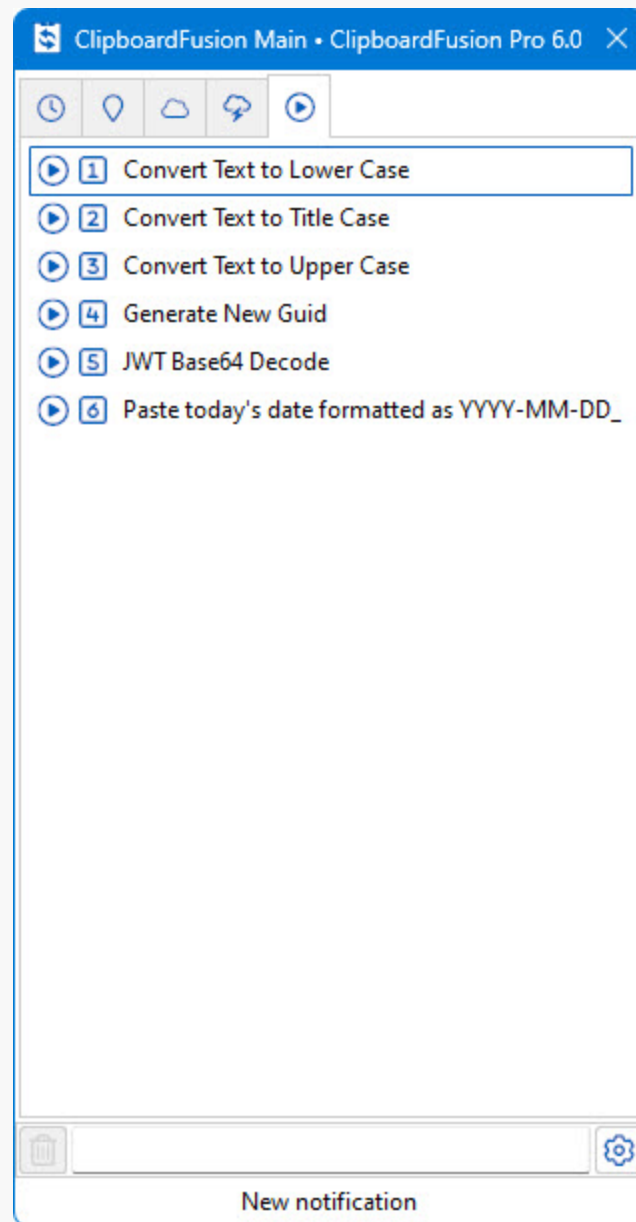 ClipboardFusion Main • ClipboardFusion Pro 6.0
1 Convert Text to Lower Case
2 Convert Text to Title Case
3 Convert Text to Upper Case
4 Generate New Guid
5 JWT Base64 Decode
6 Paste today's date formatted as YYYY-MM-DD_
New notification